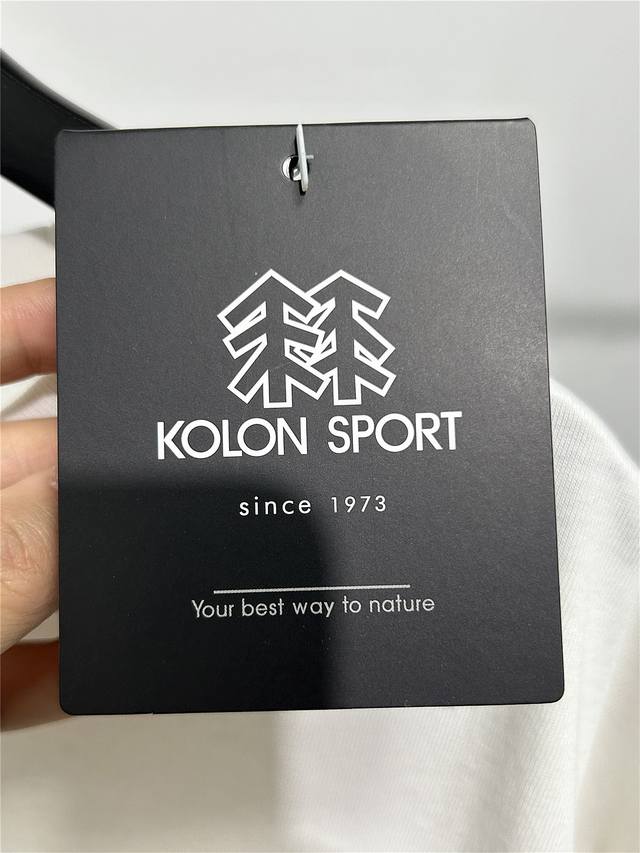 KOLON SPORT
since 1973
Your best way to nature